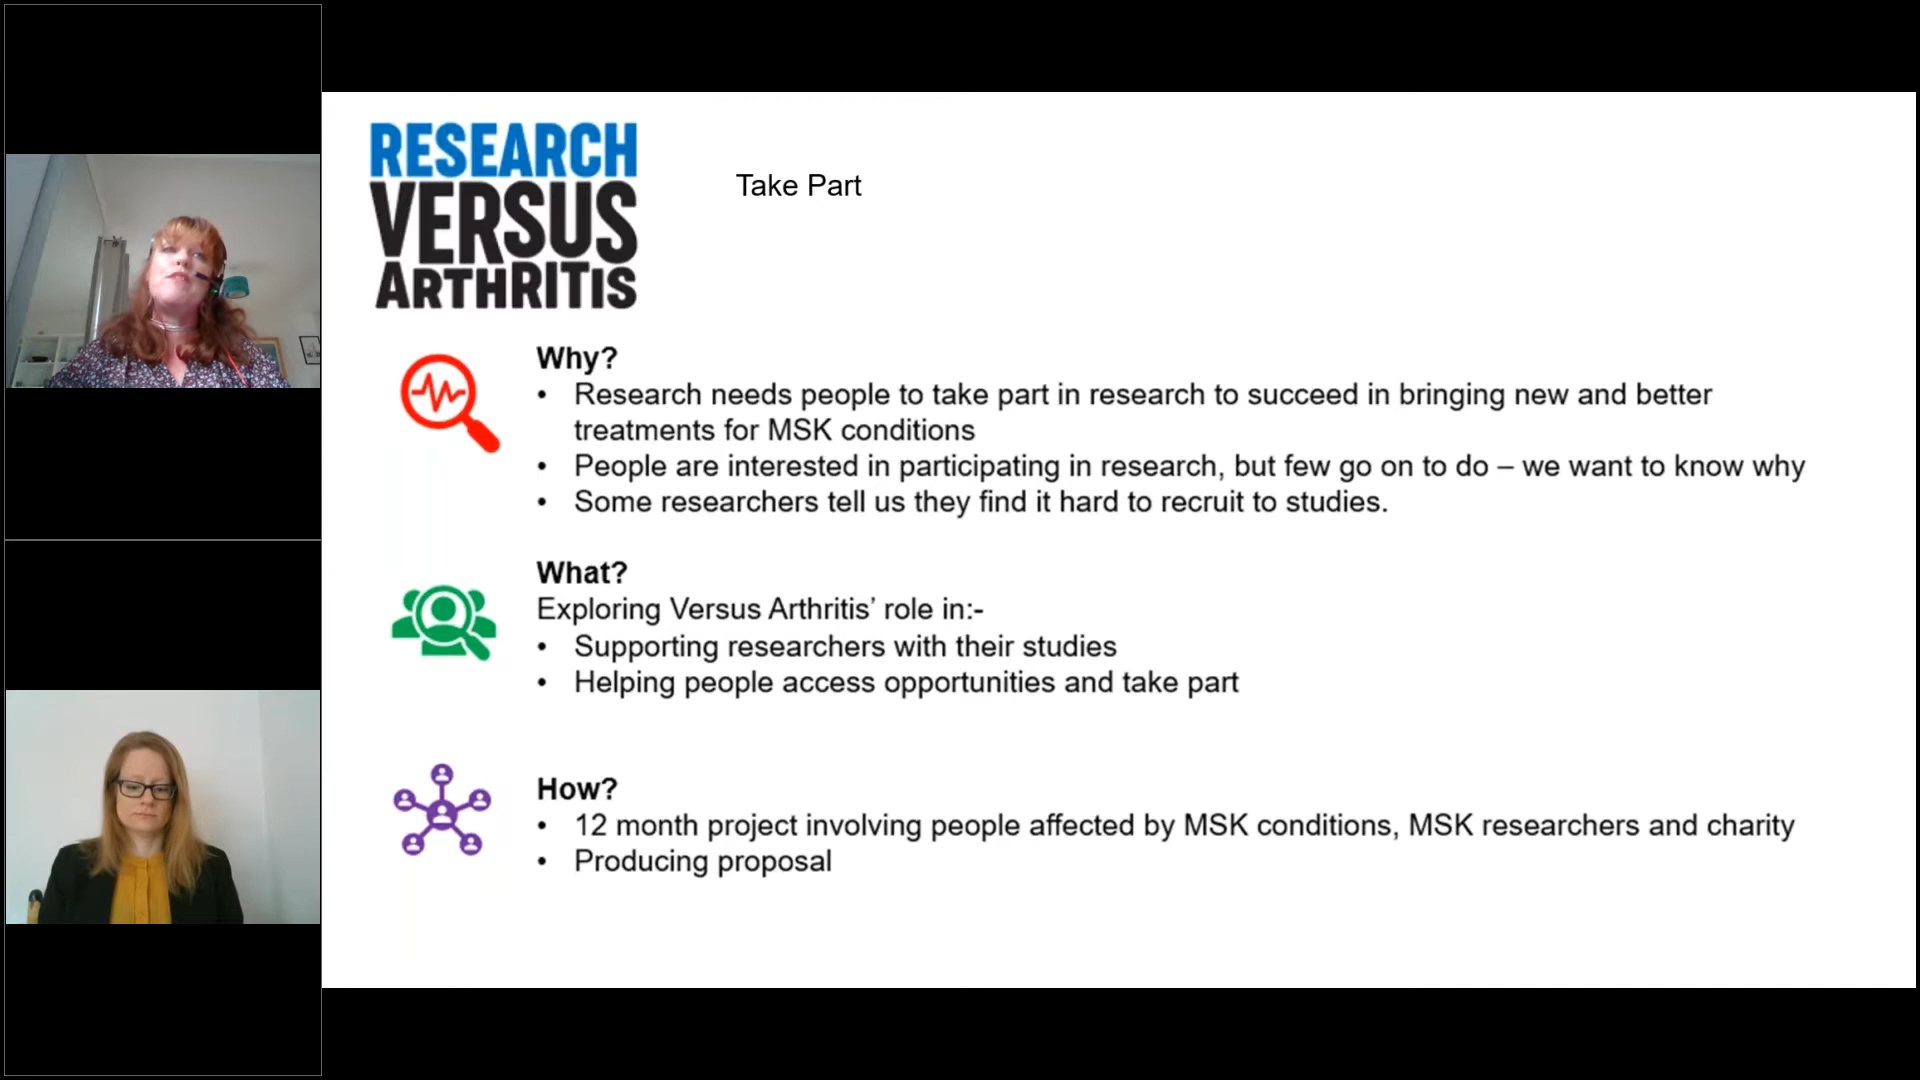 RESEARCH
VERSUS
ARTHRITIS
Take Part
Why?
• Research needs people to take part in research to succeed in bringing new and better
treatments for MSK conditions
• People are interested in participating in research, but few go on to do – we want to know why
• Some researchers tell us they find it hard to recruit to studies.
What?
Exploring Versus Arthritis’ role in:-
• Supporting researchers with their studies
• Helping people access opportunities and take part
How?
• 12 month project involving people affected by MSK conditions, MSK researchers and charity
• Producing proposal